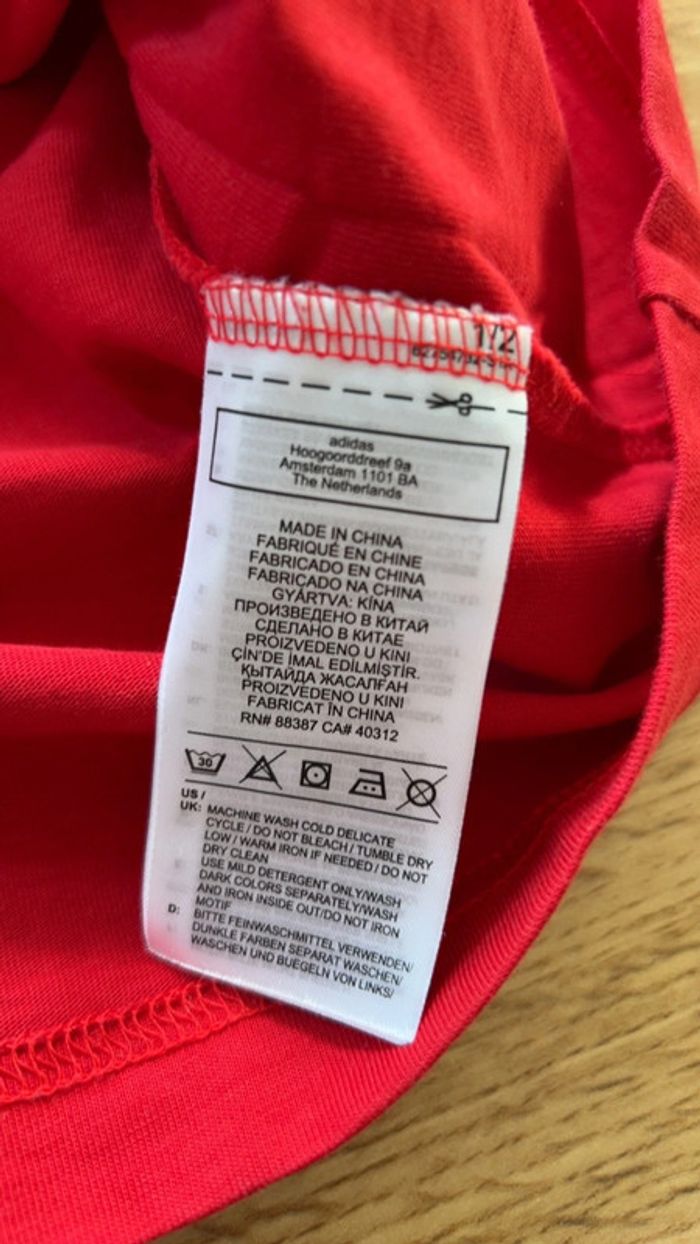 1/2
adidas
Hoogoorddreef 9a
Amsterdam 1101 BA
The Netherlands
MADE IN CHINA
FABRIQUÉ EN CHINE
FABRICADO EN CHINA
FABRICADO NA CHINA
GYÁRTVA: KÍNA
ПРОИЗВЕДЕНО В КИТАЙ
СДЕЛАНО В КИТАЕ
PROIZVEDENO U KINI
ÇİN'DE İMAL EDİLMİŞTİR.
ҚЫТАЙДА ЖАСАЛҒАН
PROIZVEDENO U KINI
FABRICAT ÎN CHINA
RN# 88387 CA# 40312
30
US /
UK: MACHINE WASH COLD DELICATE
CYCLE / DO NOT BLEACH / TUMBLE DRY
LOW / WARM IRON IF NEEDED / DO NOT
DRY CLEAN
USE MILD DETERGENT ONLY/WASH
DARK COLORS SEPARATELY/WASH
AND IRON INSIDE OUT/DO NOT IRON
MOTIF
D: BITTE FEINWASCHMITTEL VERWENDEN/
DUNKLE FARBEN SEPARAT WASCHEN/
WASCHEN UND BUEGELN VON LINKS/